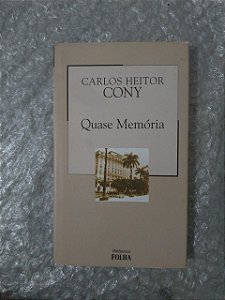 CARLOS HEITOR
CONY
Quase Memória
FOLHA